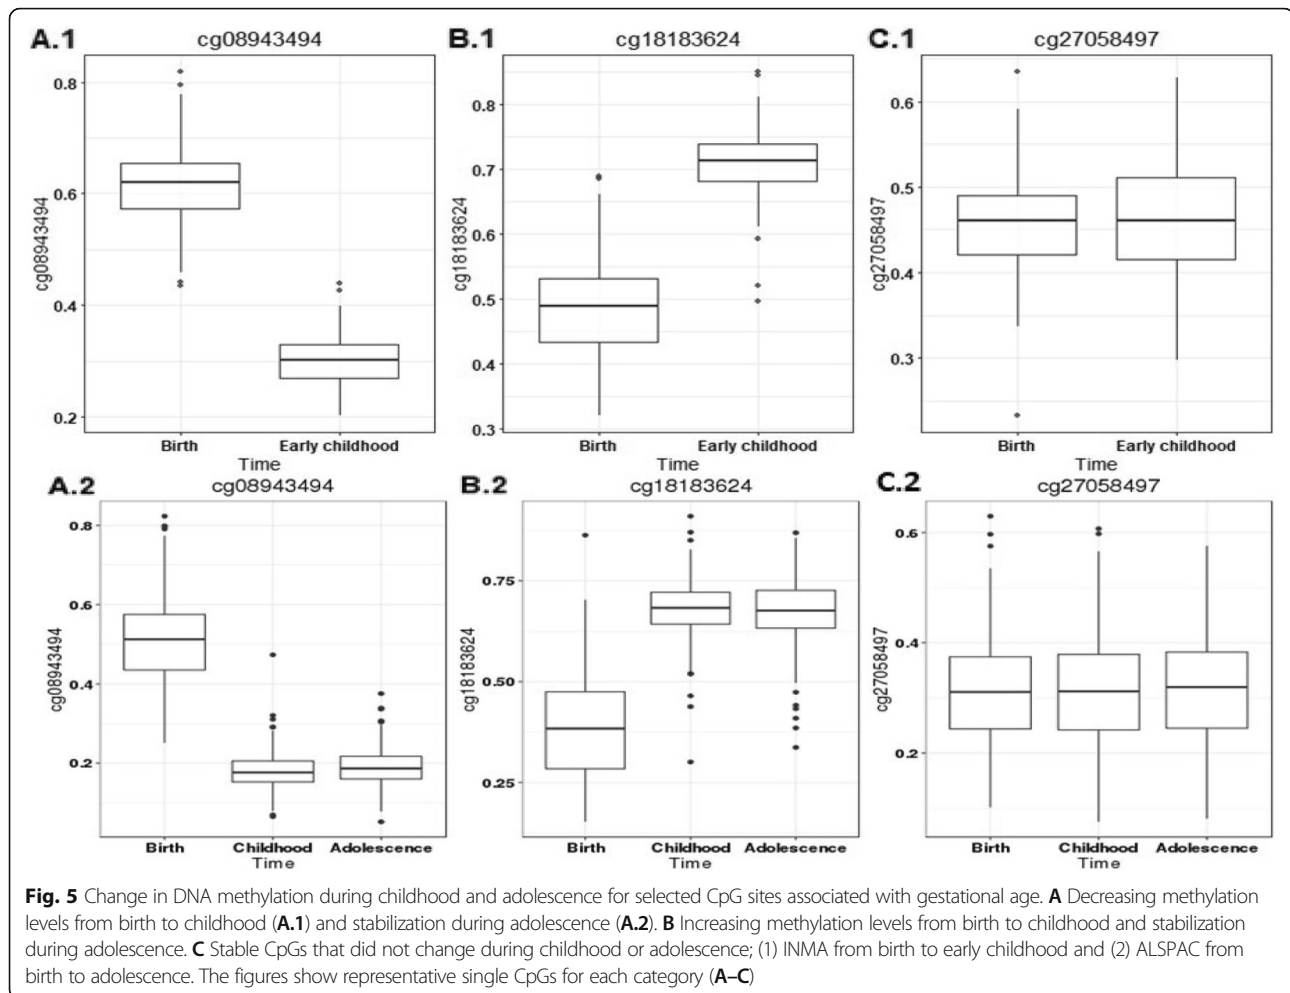 A.1 cg08943494
0.8
0.6
0.4
0.2
cg08943494
Birth Early childhood
Time
B.1 cg18183624
0.8
0.7
0.6
0.5
0.4
0.3
cg18183624
Birth Early childhood
Time
C.1 cg27058497
0.6
0.5
0.4
0.3
cg27058497
Birth Early childhood
Time
A.2 cg08943494
0.8
0.6
0.4
0.2
cg08943494
Birth Childhood Adolescence
Time
B.2 cg18183624
0.75
0.50
0.25
cg18183624
Birth Childhood Adolescence
Time
C.2 cg27058497
0.6
0.4
0.2
cg27058497
Birth Childhood Adolescence
Time
Fig. 5 Change in DNA methylation during childhood and adolescence for selected CpG sites associated with gestational age. A Decreasing methylation
levels from birth to childhood (A.1) and stabilization during adolescence (A.2). B Increasing methylation levels from birth to childhood and stabilization
during adolescence. C Stable CpGs that did not change during childhood or adolescence; (1) INMA from birth to early childhood and (2) ALSPAC from
birth to adolescence. The figures show representative single CpGs for each category (A–C)